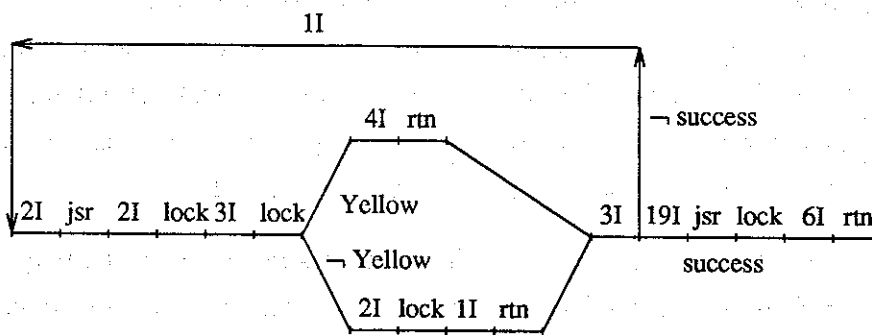 1I
4I rtn
¬ success
2I jsr 2I lock 3I lock Yellow 3I 19I jsr lock 6I rtn
¬ Yellow success
2I lock 1I rtn